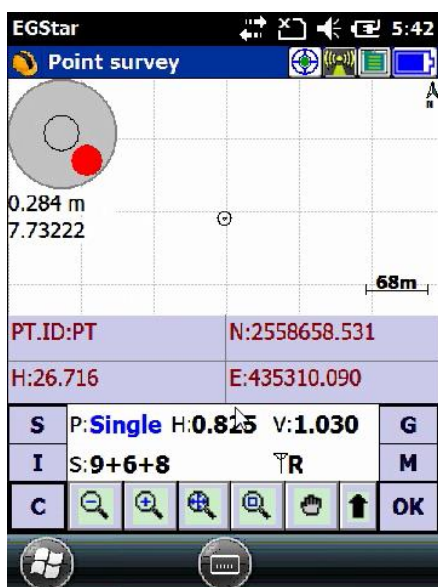 EGStar 5:42
Point survey
n
0.284 m
7.73222
68m
PT.ID:PT N:2558658.531
H:26.716 E:435310.090
S P:Single H:0.825 V:1.030 G
I S:9+6+8 R M
C OK